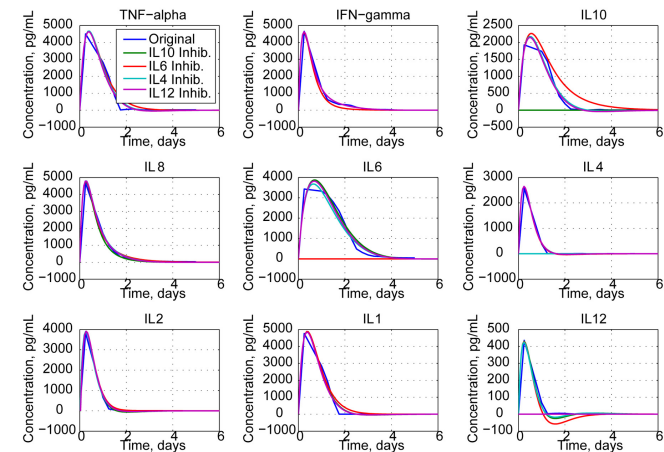 TNF−alpha
Concentration, pg/mL
5000
4000
3000
2000
1000
0
−1000
0 2 4 6
Time, days
Original
IL10 Inhib.
IL6 Inhib.
IL4 Inhib.
IL12 Inhib.
IFN−gamma
Concentration, pg/mL
5000
4000
3000
2000
1000
0
−1000
0 2 4 6
Time, days
IL10
Concentration, pg/mL
2500
2000
1500
1000
500
0
−500
0 2 4 6
Time, days
IL8
Concentration, pg/mL
5000
4000
3000
2000
1000
0
−1000
0 2 4 6
Time, days
IL6
Concentration, pg/mL
4000
3000
2000
1000
0
−1000
0 2 4 6
Time, days
IL4
Concentration, pg/mL
3000
2000
1000
0
−1000
0 2 4 6
Time, days
IL2
Concentration, pg/mL
4000
3000
2000
1000
0
−1000
0 2 4 6
Time, days
IL1
Concentration, pg/mL
5000
4000
3000
2000
1000
0
−1000
0 2 4 6
Time, days
IL12
Concentration, pg/mL
500
400
300
200
100
0
−100
0 2 4 6
Time, days